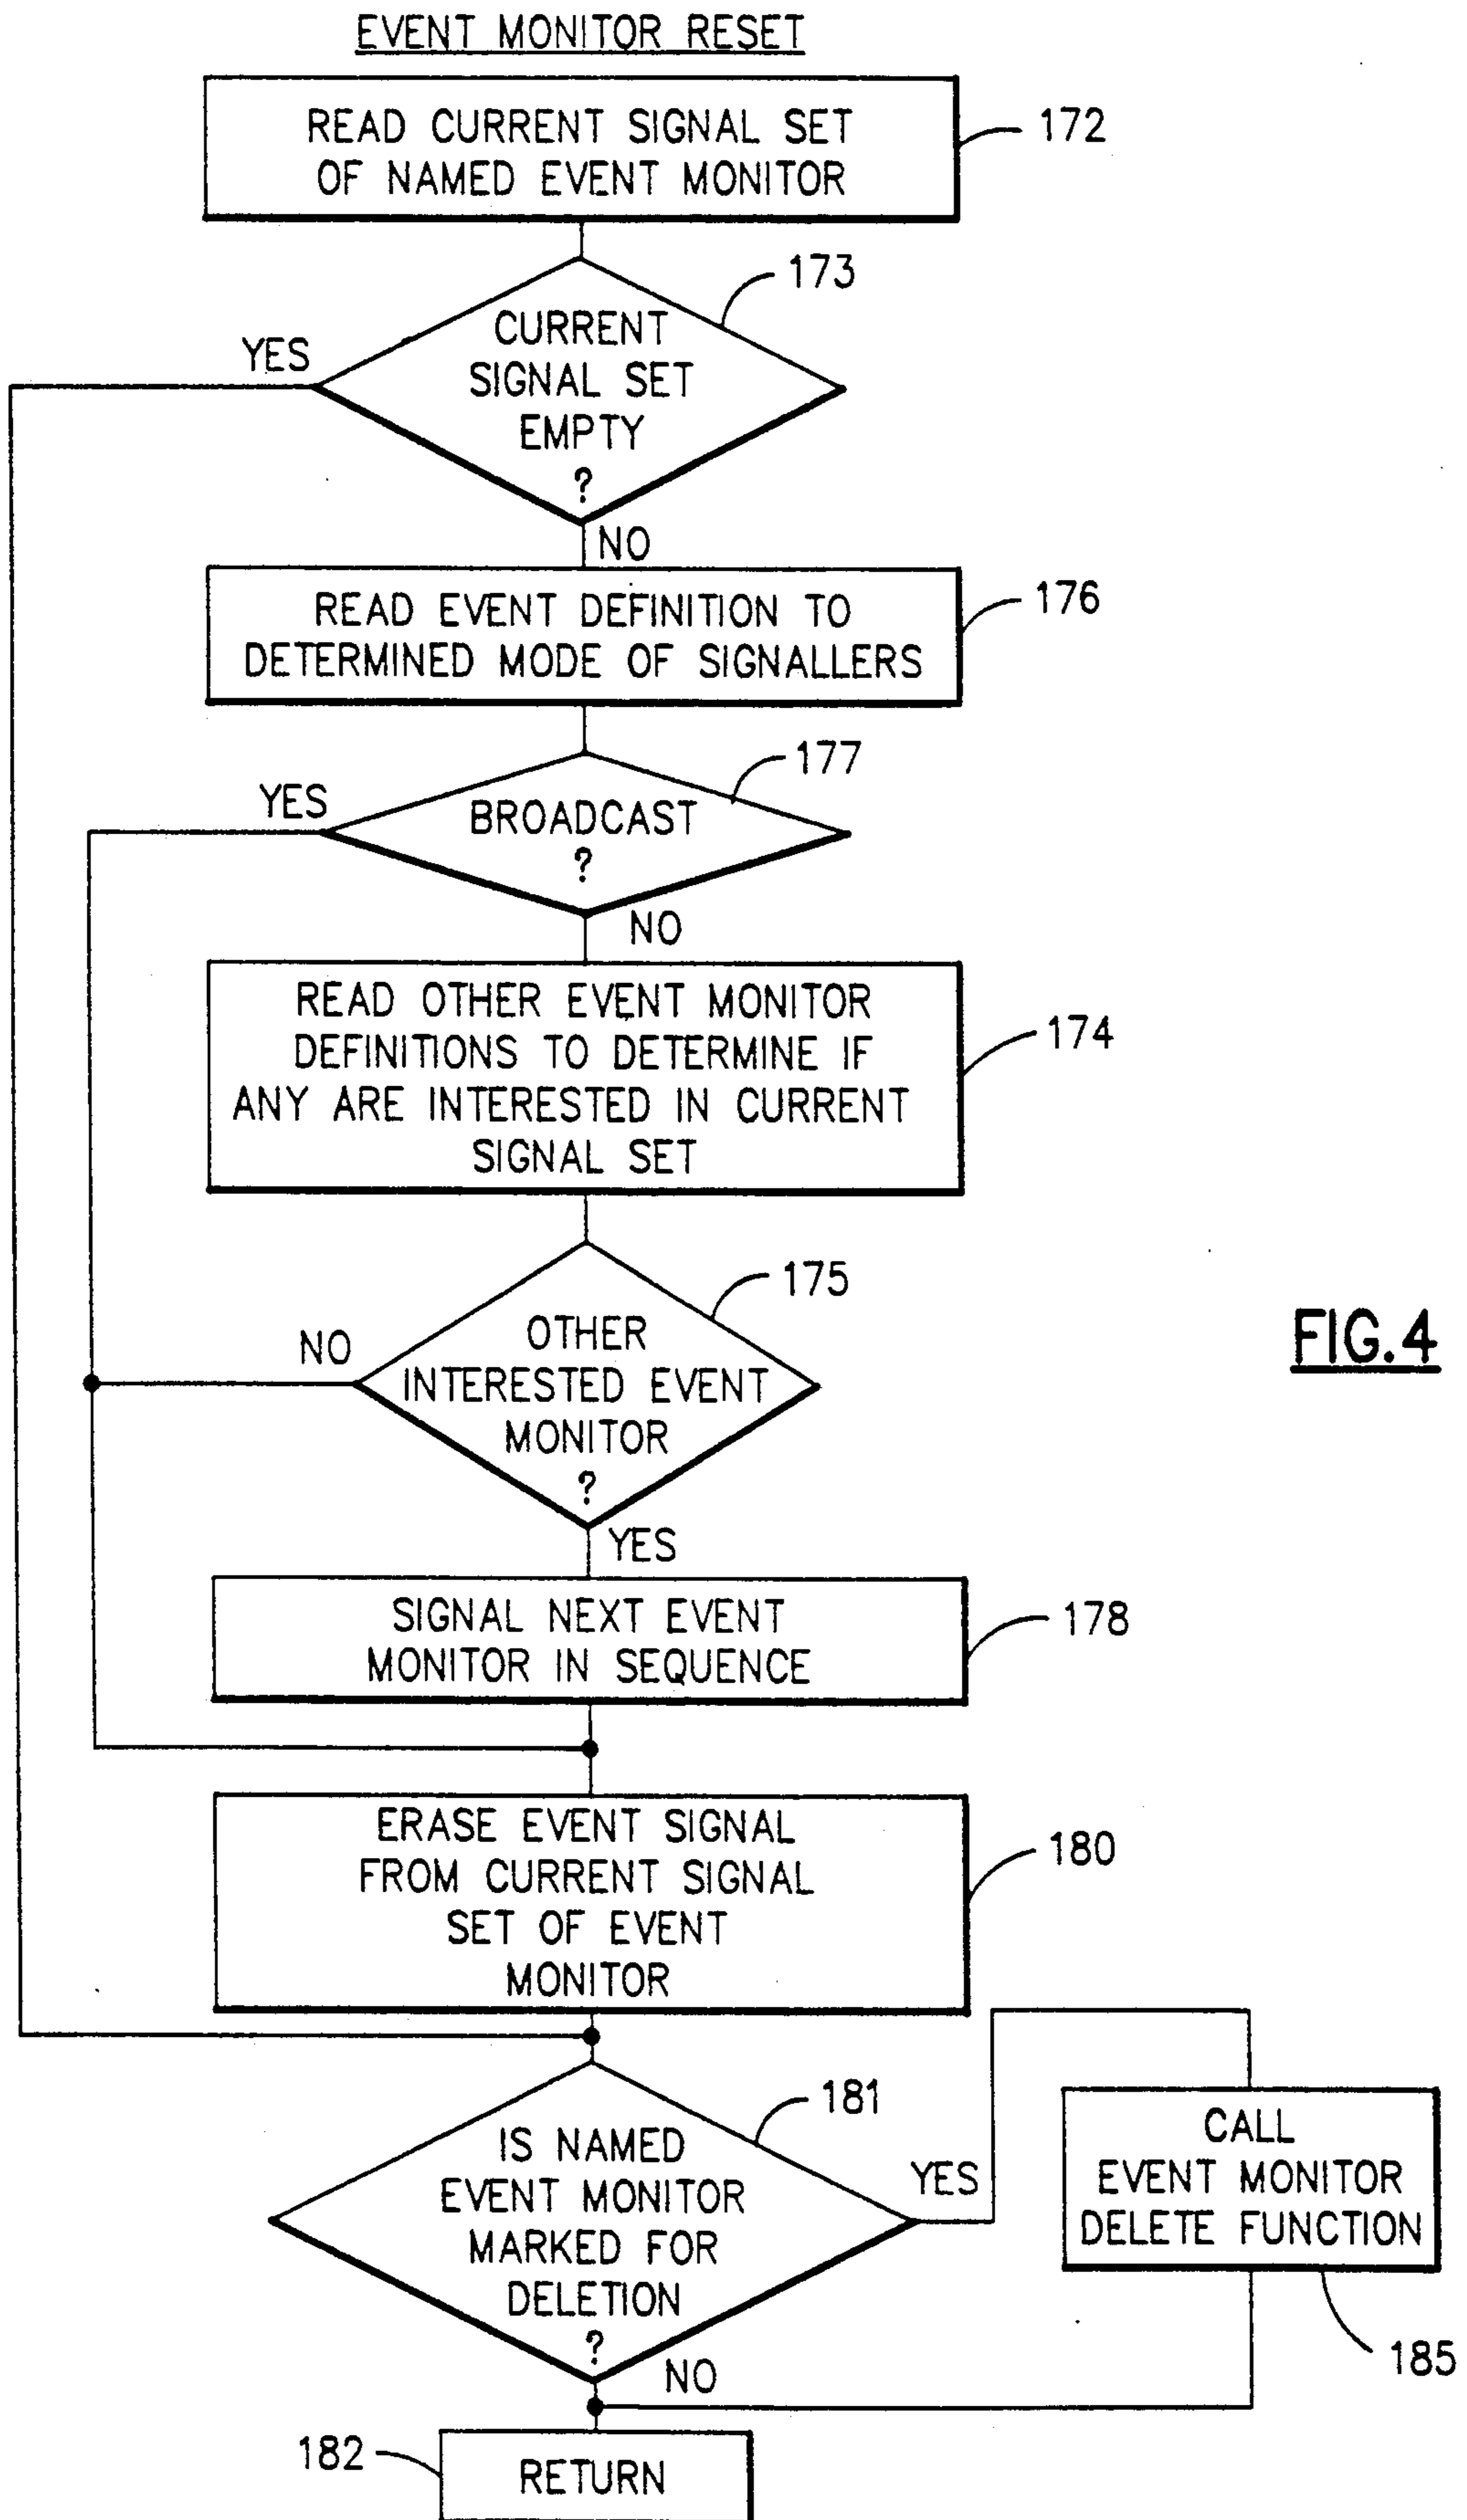 EVENT MONITOR RESET
READ CURRENT SIGNAL SET
OF NAMED EVENT MONITOR
172
173
CURRENT
SIGNAL SET
EMPTY
?
YES
NO
READ EVENT DEFINITION TO
DETERMINED MODE OF SIGNALLERS
176
177
BROADCAST
?
YES
NO
READ OTHER EVENT MONITOR
DEFINITIONS TO DETERMINE IF
ANY ARE INTERESTED IN CURRENT
SIGNAL SET
174
175
OTHER
INTERESTED EVENT
MONITOR
?
NO
YES
FIG.4
SIGNAL NEXT EVENT
MONITOR IN SEQUENCE
178
ERASE EVENT SIGNAL
FROM CURRENT SIGNAL
SET OF EVENT
MONITOR
180
181
IS NAMED
EVENT MONITOR
MARKED FOR
DELETION
?
YES
NO
CALL
EVENT MONITOR
DELETE FUNCTION
185
182
RETURN